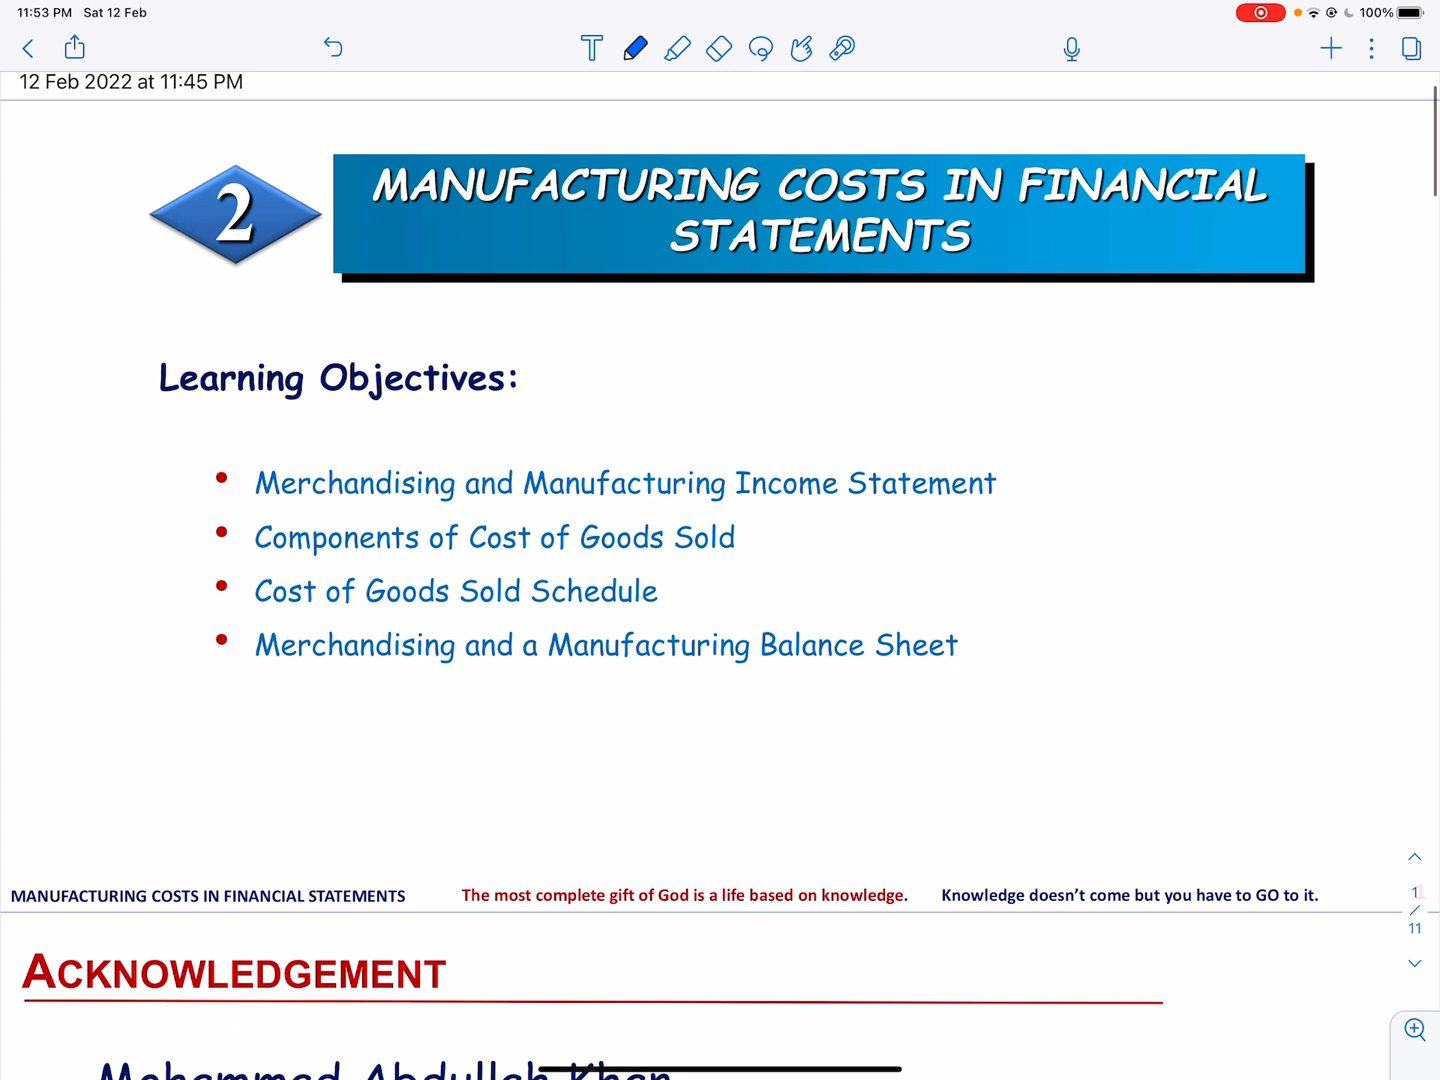 11:53 PM Sat 12 Feb
100%
12 Feb 2022 at 11:45 PM
2
MANUFACTURING COSTS IN FINANCIAL
STATEMENTS
Learning Objectives:
• Merchandising and Manufacturing Income Statement
• Components of Cost of Goods Sold
• Cost of Goods Sold Schedule
• Merchandising and a Manufacturing Balance Sheet
MANUFACTURING COSTS IN FINANCIAL STATEMENTS The most complete gift of God is a life based on knowledge. Knowledge doesn’t come but you have to GO to it.
1
/
11
ACKNOWLEDGEMENT
Mohammad Abdullah Khan